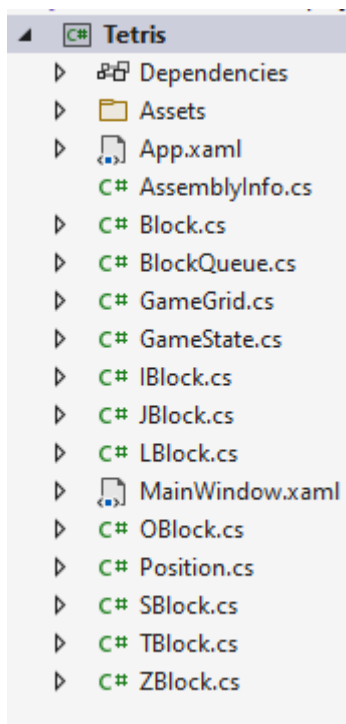 C# Tetris
Dependencies
Assets
App.xaml
C# AssemblyInfo.cs
C# Block.cs
C# BlockQueue.cs
C# GameGrid.cs
C# GameState.cs
C# IBlock.cs
C# JBlock.cs
C# LBlock.cs
MainWindow.xaml
C# OBlock.cs
C# Position.cs
C# SBlock.cs
C# TBlock.cs
C# ZBlock.cs